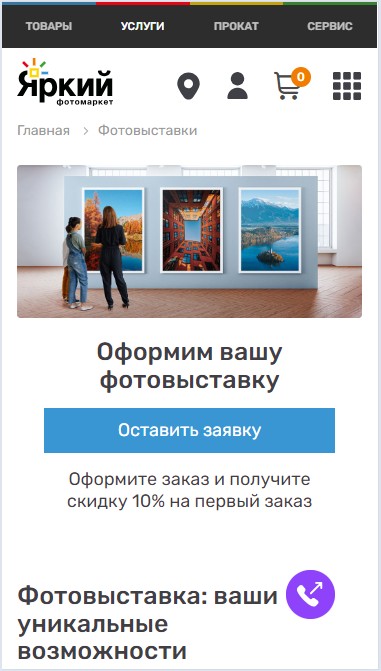 ТОВАРЫ УСЛУГИ ПРОКАТ СЕРВИС
Яркий
фотомаркет
0
Главная > Фотовыставки
Оформим вашу
фотовыставку
Оставить заявку
Оформите заказ и получите
скидку 10% на первый заказ
Фотовыставка: ваши
уникальные
возможности